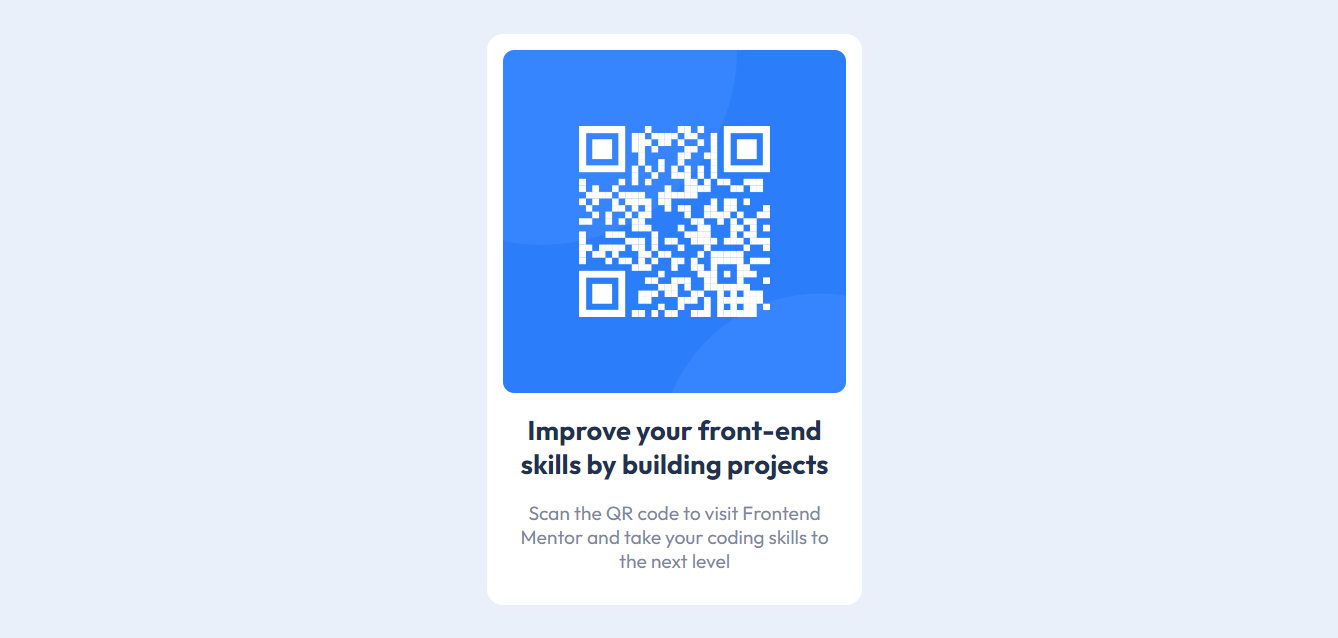 Improve your front-end
skills by building projects
Scan the QR code to visit Frontend
Mentor and take your coding skills to
the next level